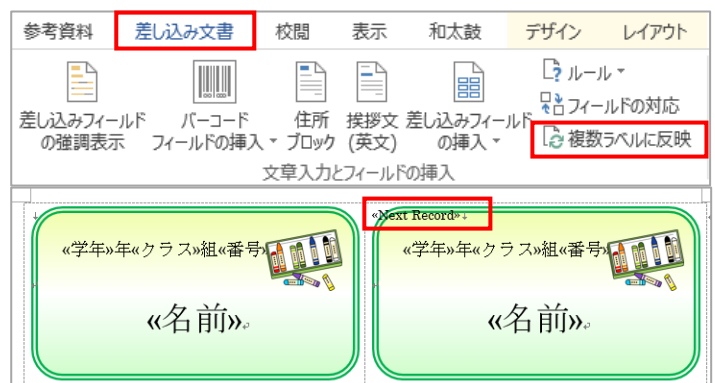 参考資料 差し込み文書 校閲 表示 和太鼓 デザイン レイアウト
差し込みフィールドの強調表示
バーコード フィールドの挿入
住所ブロック
挨拶文(英文)
差し込みフィールドの挿入
ルール
フィールドの対応
複数ラベルに反映
文章入力とフィールドの挿入
«学年»年«クラス»組«番号»
«名前»
«Next Record»
«学年»年«クラス»組«番号»
«名前»